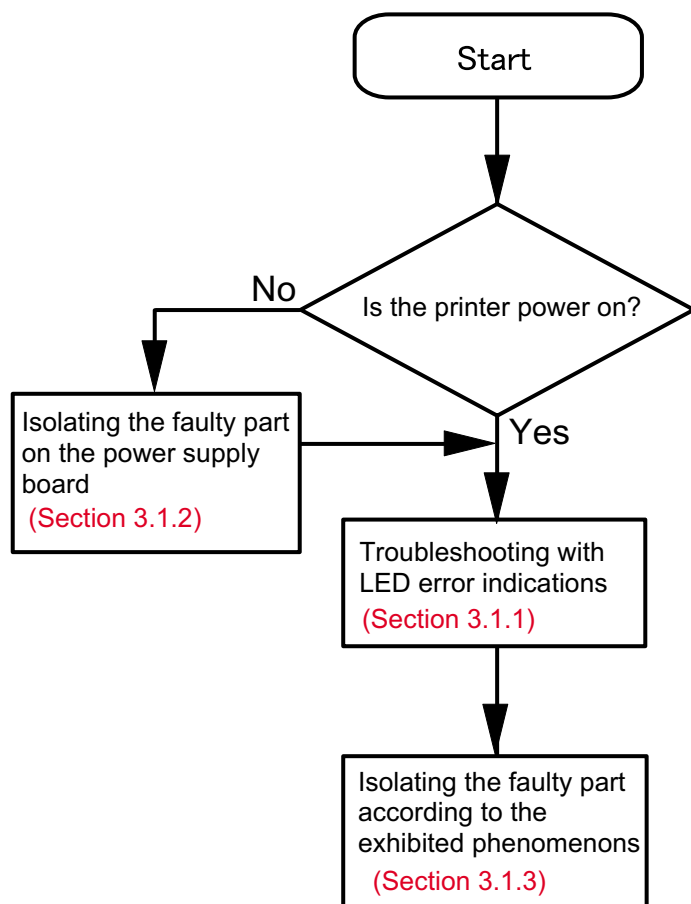 Start
Is the printer power on?
No
Yes
Isolating the faulty part
on the power supply
board
(Section 3.1.2)
Troubleshooting with
LED error indications
(Section 3.1.1)
Isolating the faulty part
according to the
exhibited phenomenons
(Section 3.1.3)